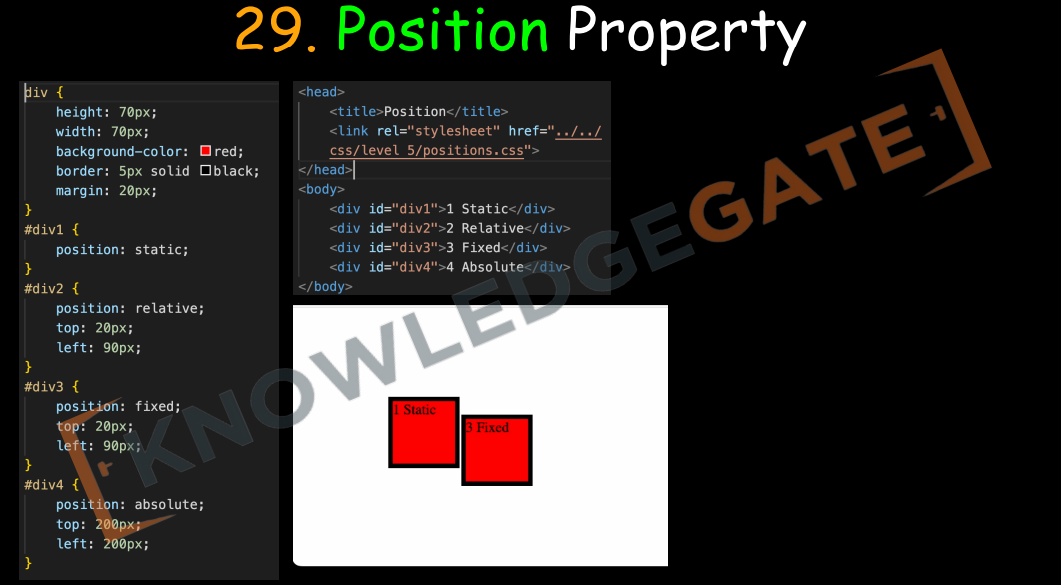 29. Position Property
div {
height: 70px;
width: 70px;
background-color: red;
border: 5px solid black;
margin: 20px;
}
#div1 {
position: static;
}
#div2 {
position: relative;
top: 20px;
left: 90px;
}
#div3 {
position: fixed;
top: 20px;
left: 90px;
}
#div4 {
position: absolute;
top: 200px;
left: 200px;
}
<head>
<title>Position</title>
<link rel="stylesheet" href="../../
css/level 5/positions.css">
</head>
<body>
<div id="div1">1 Static</div>
<div id="div2">2 Relative</div>
<div id="div3">3 Fixed</div>
<div id="div4">4 Absolute</div>
</body>
1 Static
3 Fixed
KNOWLEDGEGATE